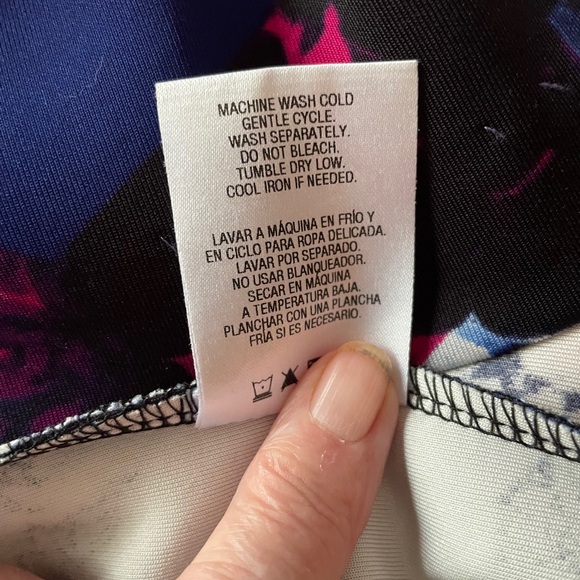 MACHINE WASH COLD
GENTLE CYCLE.
WASH SEPARATELY.
DO NOT BLEACH.
TUMBLE DRY LOW.
COOL IRON IF NEEDED.
LAVAR A MÁQUINA EN FRÍO Y
EN CICLO PARA ROPA DELICADA.
LAVAR POR SEPARADO.
NO USAR BLANQUEADOR.
SECAR EN MÁQUINA
A TEMPERATURA BAJA.
PLANCHAR CON UNA PLANCHA
FRÍA SI ES NECESARIO.